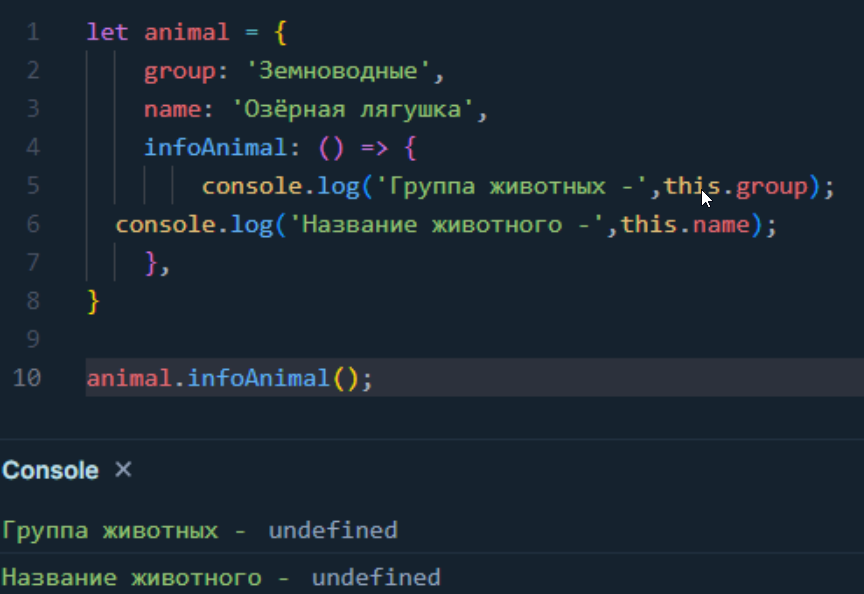 1 let animal = {
2 group: 'Земноводные',
3 name: 'Озёрная лягушка',
4 infoAnimal: () => {
5 console.log('Группа животных -',this.group);
6 console.log('Название животного -',this.name);
7 },
8 }
9
10 animal.infoAnimal();
Console ×
Группа животных - undefined
Название животного - undefined